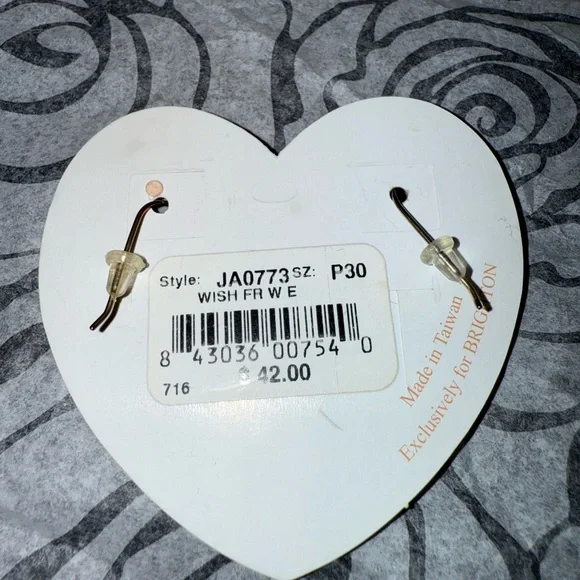 Style: JA0773 SZ: P30
WISH FR W E
8 43036 00754 0
$ 42.00
716
Made in Taiwan
Exclusively for BRIGHTON